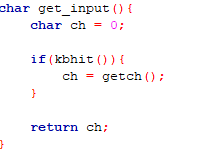 char get_input(){
char ch = 0;
if(kbhit()){
ch = getch();
}
return ch;
}